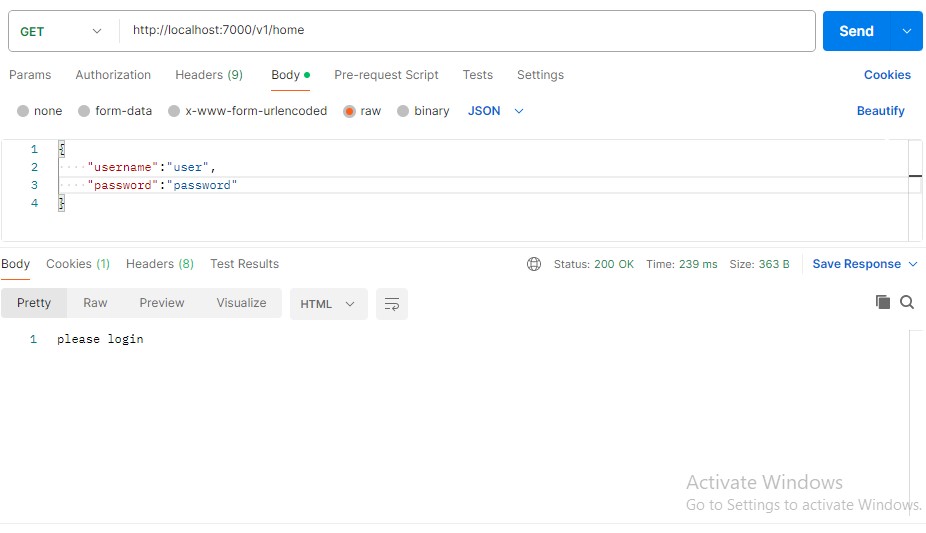 GET http://localhost:7000/v1/home Send
Params Authorization Headers (9) Body Pre-request Script Tests Settings Cookies
none form-data x-www-form-urlencoded raw binary JSON Beautify
1 {
2 ····"username":"user",
3 ····"password":"password"
4 }
Body Cookies (1) Headers (8) Test Results Status: 200 OK Time: 239 ms Size: 363 B Save Response
Pretty Raw Preview Visualize HTML
1 please login
Activate Windows
Go to Settings to activate Windows.